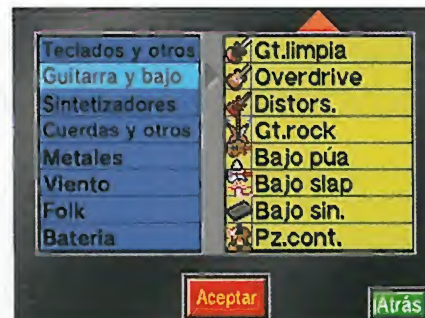 Teclados y otros
Guitarra y bajo
Sintetizadores
Cuerdas y otros
Metales
Viento
Folk
Batería
Gt.limpia
Overdrive
Distors.
Gt.rock
Bajo púa
Bajo slap
Bajo sin.
Pz.cont.
Aceptar
Atrás